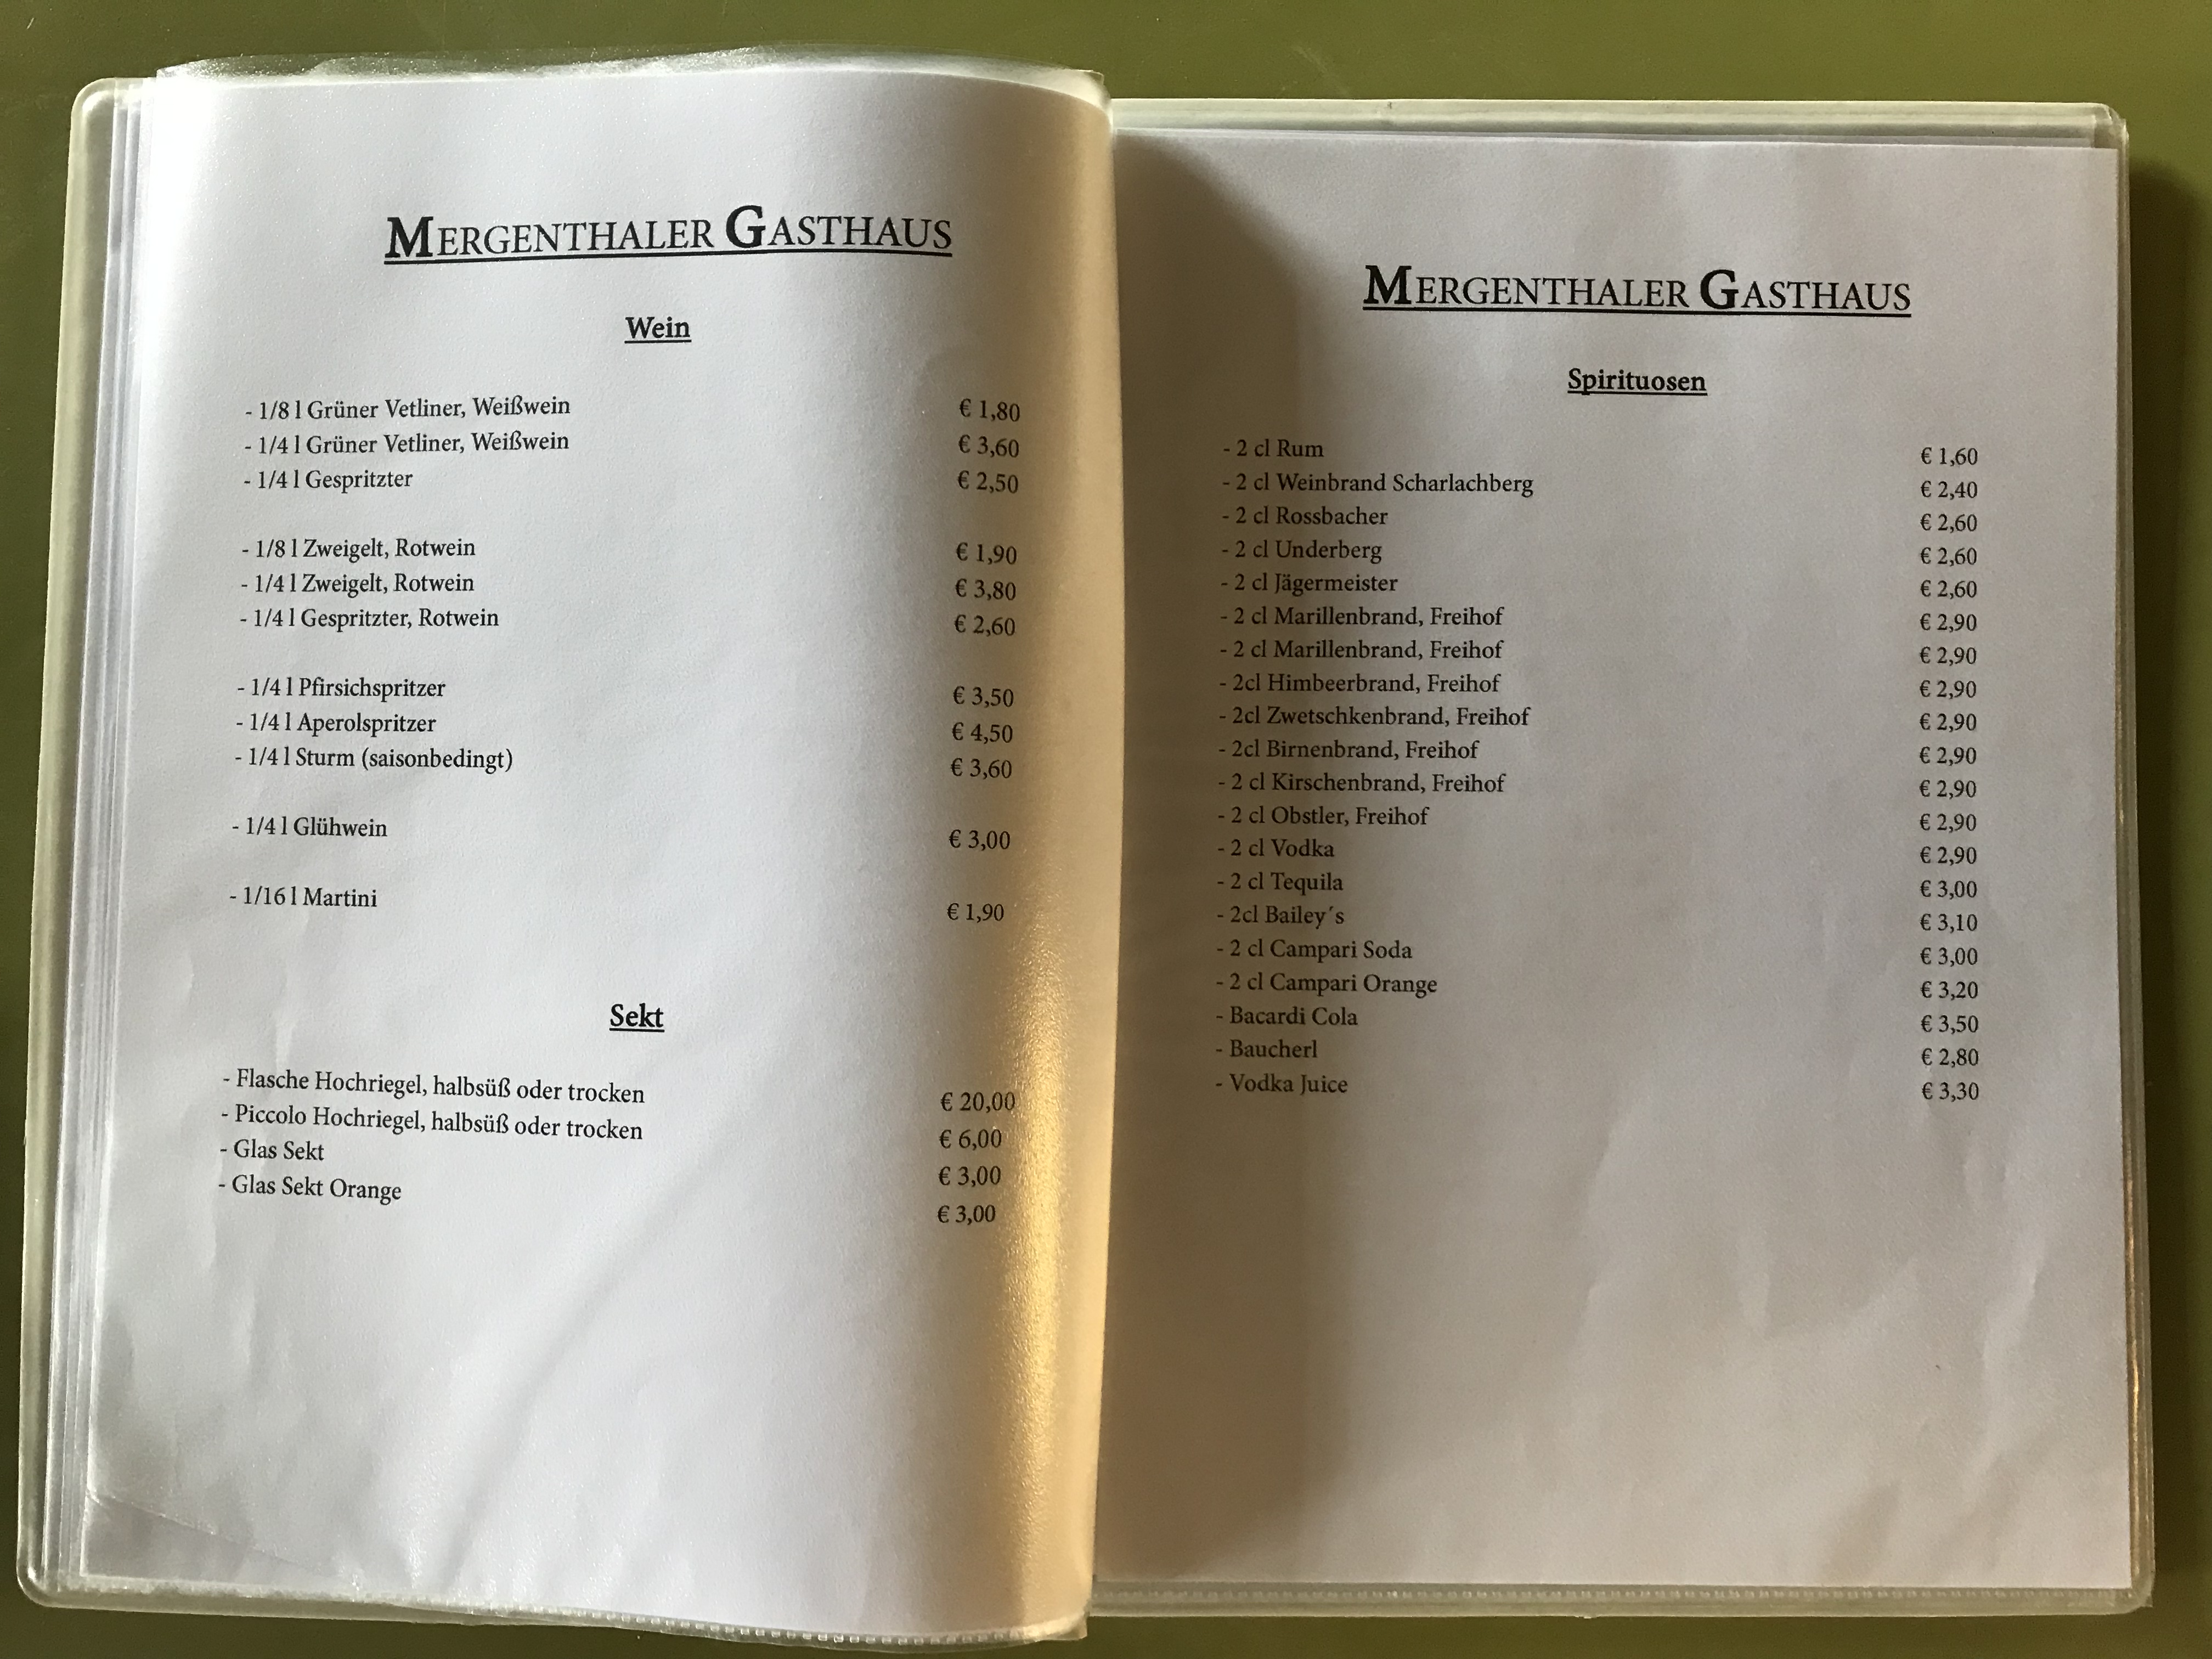 MERGENTHALER GASTHAUS
Wein
- 1/8 l Grüner Vetliner, Weißwein € 1,80
- 1/4 l Grüner Vetliner, Weißwein € 3,60
- 1/4 l Gespritzter € 2,50
- 1/8 l Zweigelt, Rotwein € 1,90
- 1/4 l Zweigelt, Rotwein € 3,80
- 1/4 l Gespritzter, Rotwein € 2,60
- 1/4 l Pfirsichspritzer € 3,50
- 1/4 l Aperolspritzer € 4,50
- 1/4 l Sturm (saisonbedingt) € 3,60
- 1/4 l Glühwein € 3,00
- 1/16 l Martini € 1,90
Sekt
- Flasche Hochriegel, halbsüß oder trocken € 20,00
- Piccolo Hochriegel, halbsüß oder trocken € 6,00
- Glas Sekt € 3,00
- Glas Sekt Orange € 3,00
MERGENTHALER GASTHAUS
Spirituosen
- 2 cl Rum € 1,60
- 2 cl Weinbrand Scharlachberg € 2,40
- 2 cl Rossbacher € 2,60
- 2 cl Underberg € 2,60
- 2 cl Jägermeister € 2,60
- 2 cl Marillenbrand, Freihof € 2,90
- 2 cl Marillenbrand, Freihof € 2,90
- 2cl Himbeerbrand, Freihof € 2,90
- 2cl Zwetschkenbrand, Freihof € 2,90
- 2cl Birnenbrand, Freihof € 2,90
- 2 cl Kirschenbrand, Freihof € 2,90
- 2 cl Obstler, Freihof € 2,90
- 2 cl Vodka € 2,90
- 2 cl Tequila € 3,00
- 2cl Bailey´s € 3,10
- 2 cl Campari Soda € 3,00
- 2 cl Campari Orange € 3,20
- Bacardi Cola € 3,50
- Baucherl € 2,80
- Vodka Juice € 3,30